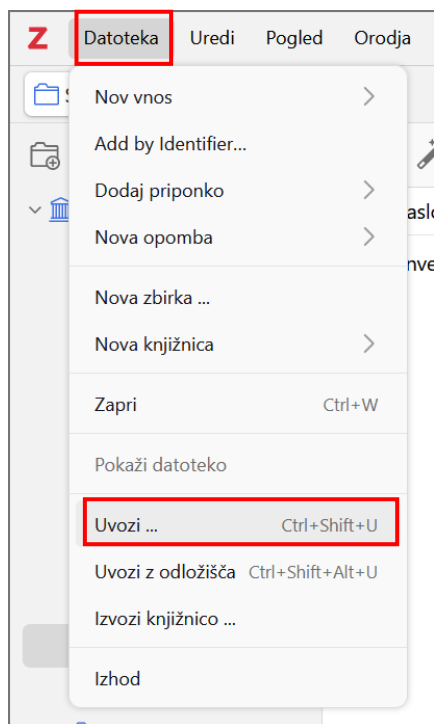 Z Datoteka Uredi Pogled Orodja
Nov vnos
Add by Identifier...
Dodaj priponko
Nova opomba
Nova zbirka ...
Nova knjižnica
Zapri Ctrl+W
Pokaži datoteko
Uvozi ... Ctrl+Shift+U
Uvozi z odložišča Ctrl+Shift+Alt+U
Izvozi knjižnico ...
Izhod